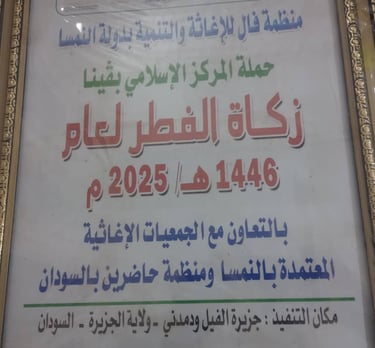 منظمة فال للإغاثة والتنمية بدولة النمسا
حملة المركز الإسلامي بڤينا
زكاة الفطر لعام
1446 هـ/ 2025 م
بالتعاون مع الجمعيات الإغاثية
المعتمدة بالنمسا ومنظمة حاضرين بالسودان
مكان التنفيذ : جزيرة الفيل ودمدني - ولاية الجزيرة - السودان